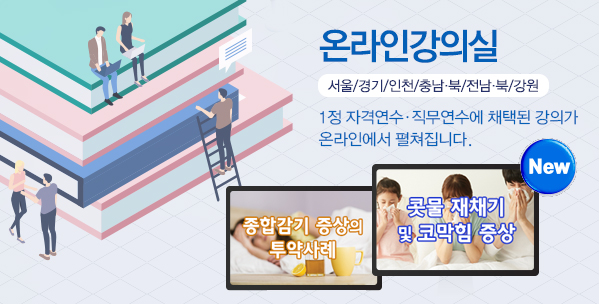 온라인강의실
서울/경기/인천/충남·북/전남·북/강원
1정 자격연수·직무연수에 채택된 강의가
온라인에서 펼쳐집니다.
New
종합감기 증상의
투약사례
콧물 재채기
및 코막힘 증상